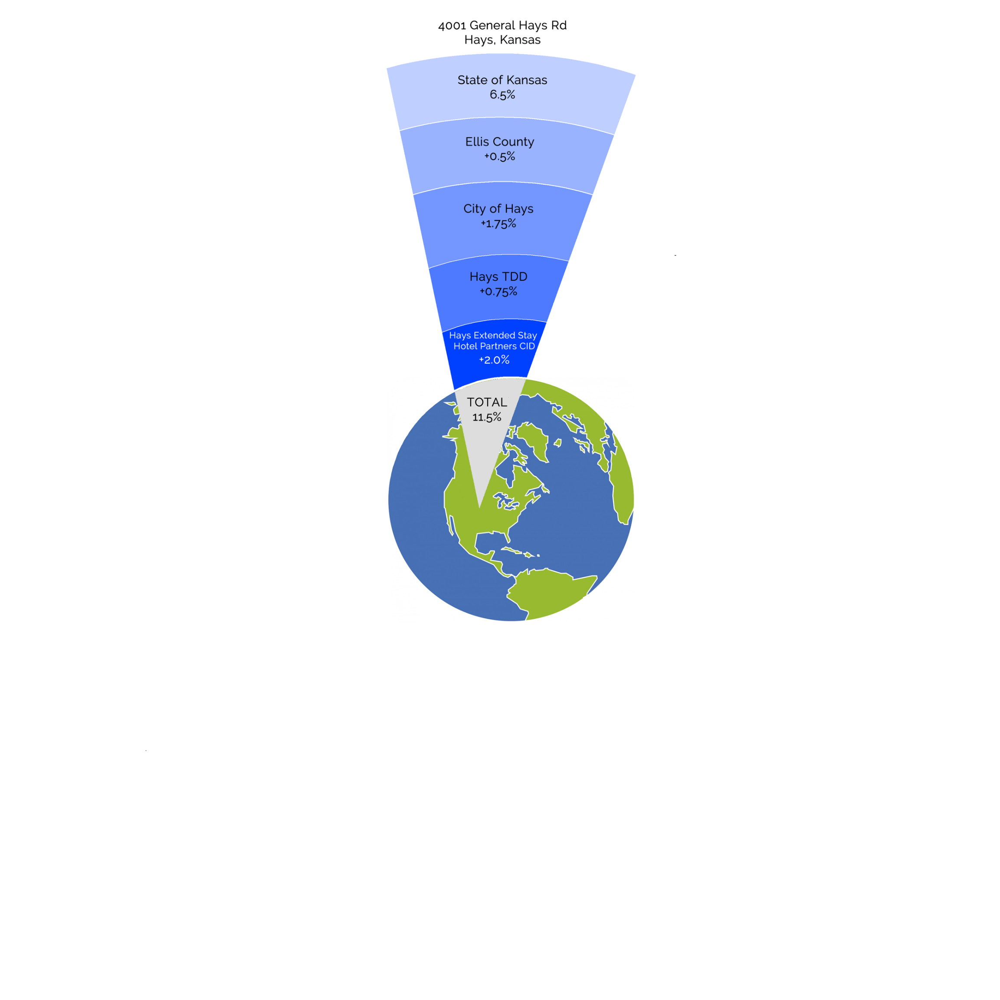 4001 General Hays Rd
Hays, Kansas
State of Kansas
6.5%
Ellis County
+0.5%
City of Hays
+1.75%
Hays TDD
+0.75%
Hays Extended Stay
Hotel Partners CID
+2.0%
TOTAL
11.5%